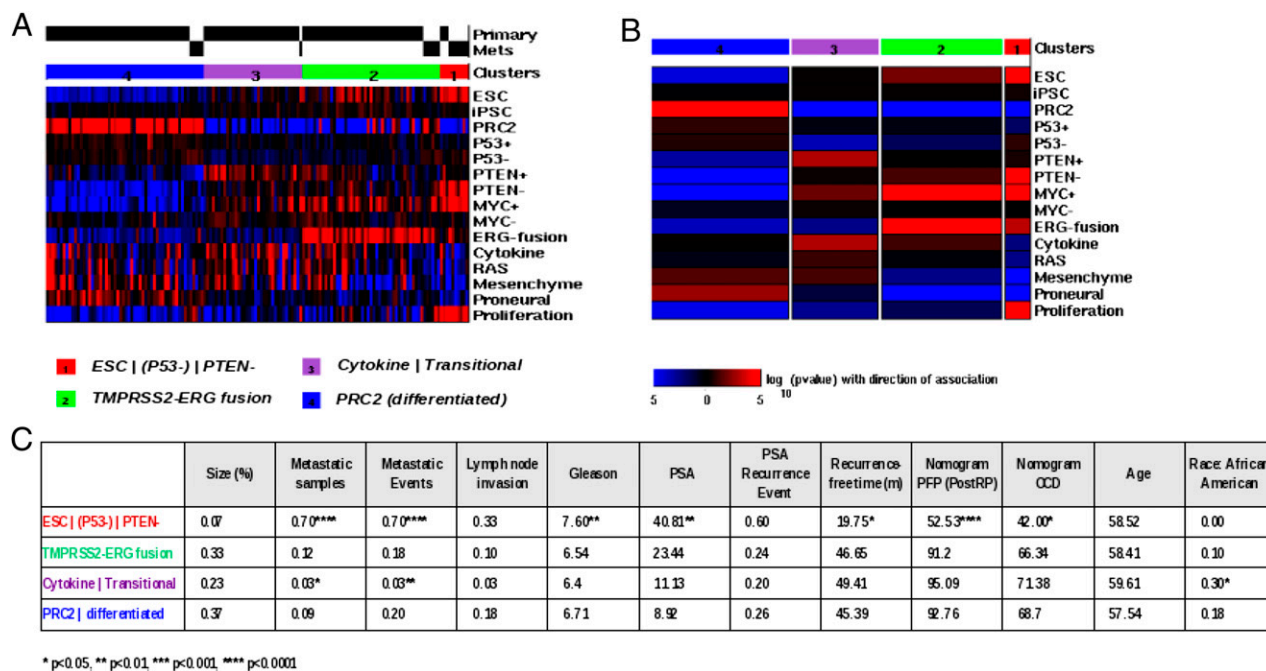 A
Primary
Mets
4 3 2 1 Clusters
ESC
iPSC
PRC2
P53+
P53-
PTEN+
PTEN-
MYC+
MYC-
ERG-fusion
Cytokine
RAS
Mesenchyme
Proneural
Proliferation
1 ESC | (P53-) | PTEN-
3 Cytokine | Transitional
2 TMPRSS2-ERG fusion
4 PRC2 (differentiated)
B
4 3 2 1 Clusters
ESC
iPSC
PRC2
P53+
P53-
PTEN+
PTEN-
MYC+
MYC-
ERG-fusion
Cytokine
RAS
Mesenchyme
Proneural
Proliferation
log (pvalue) with direction of association
5 0 5 10
C
Size (%) Metastatic samples Metastatic Events Lymph node invasion Gleason PSA PSA Recurrence Event Recurrence-free time (m) Nomogram PFP (PostRP) Nomogram OCD Age Race: African American
ESC | (P53-) | PTEN- 0.07 0.70**** 0.70**** 0.33 7.60** 40.81** 0.60 19.75* 52.53**** 42.00* 58.52 0.00
TMPRSS2-ERG fusion 0.33 0.12 0.18 0.10 6.54 23.44 0.24 46.65 91.2 66.34 58.41 0.10
Cytokine | Transitional 0.23 0.03* 0.03** 0.03 6.4 11.13 0.20 49.41 95.09 71.38 59.61 0.30*
PRC2 | differentiated 0.37 0.09 0.20 0.18 6.71 8.92 0.26 45.39 92.76 68.7 57.54 0.18
* p<0.05, ** p<0.01, *** p<0.001, **** p<0.0001